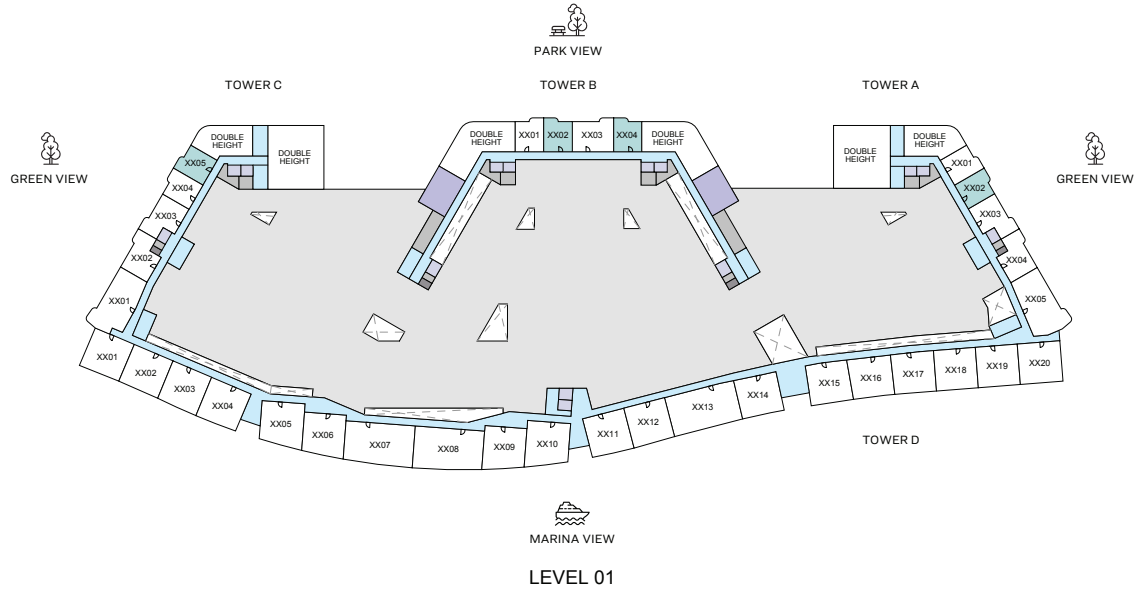 PARK VIEW
TOWER C
TOWER B
TOWER A
GREEN VIEW
GREEN VIEW
DOUBLE
HEIGHT
DOUBLE
HEIGHT
XX05
XX04
XX03
XX02
XX01
DOUBLE
HEIGHT
XX01
XX02
XX03
XX04
DOUBLE
HEIGHT
DOUBLE
HEIGHT
DOUBLE
HEIGHT
XX01
XX02
XX03
XX04
XX05
XX01
XX02
XX03
XX04
XX05
XX06
XX07
XX08
XX09
XX10
XX11
XX12
XX13
XX14
XX15
XX16
XX17
XX18
XX19
XX20
TOWER D
MARINA VIEW
LEVEL 01